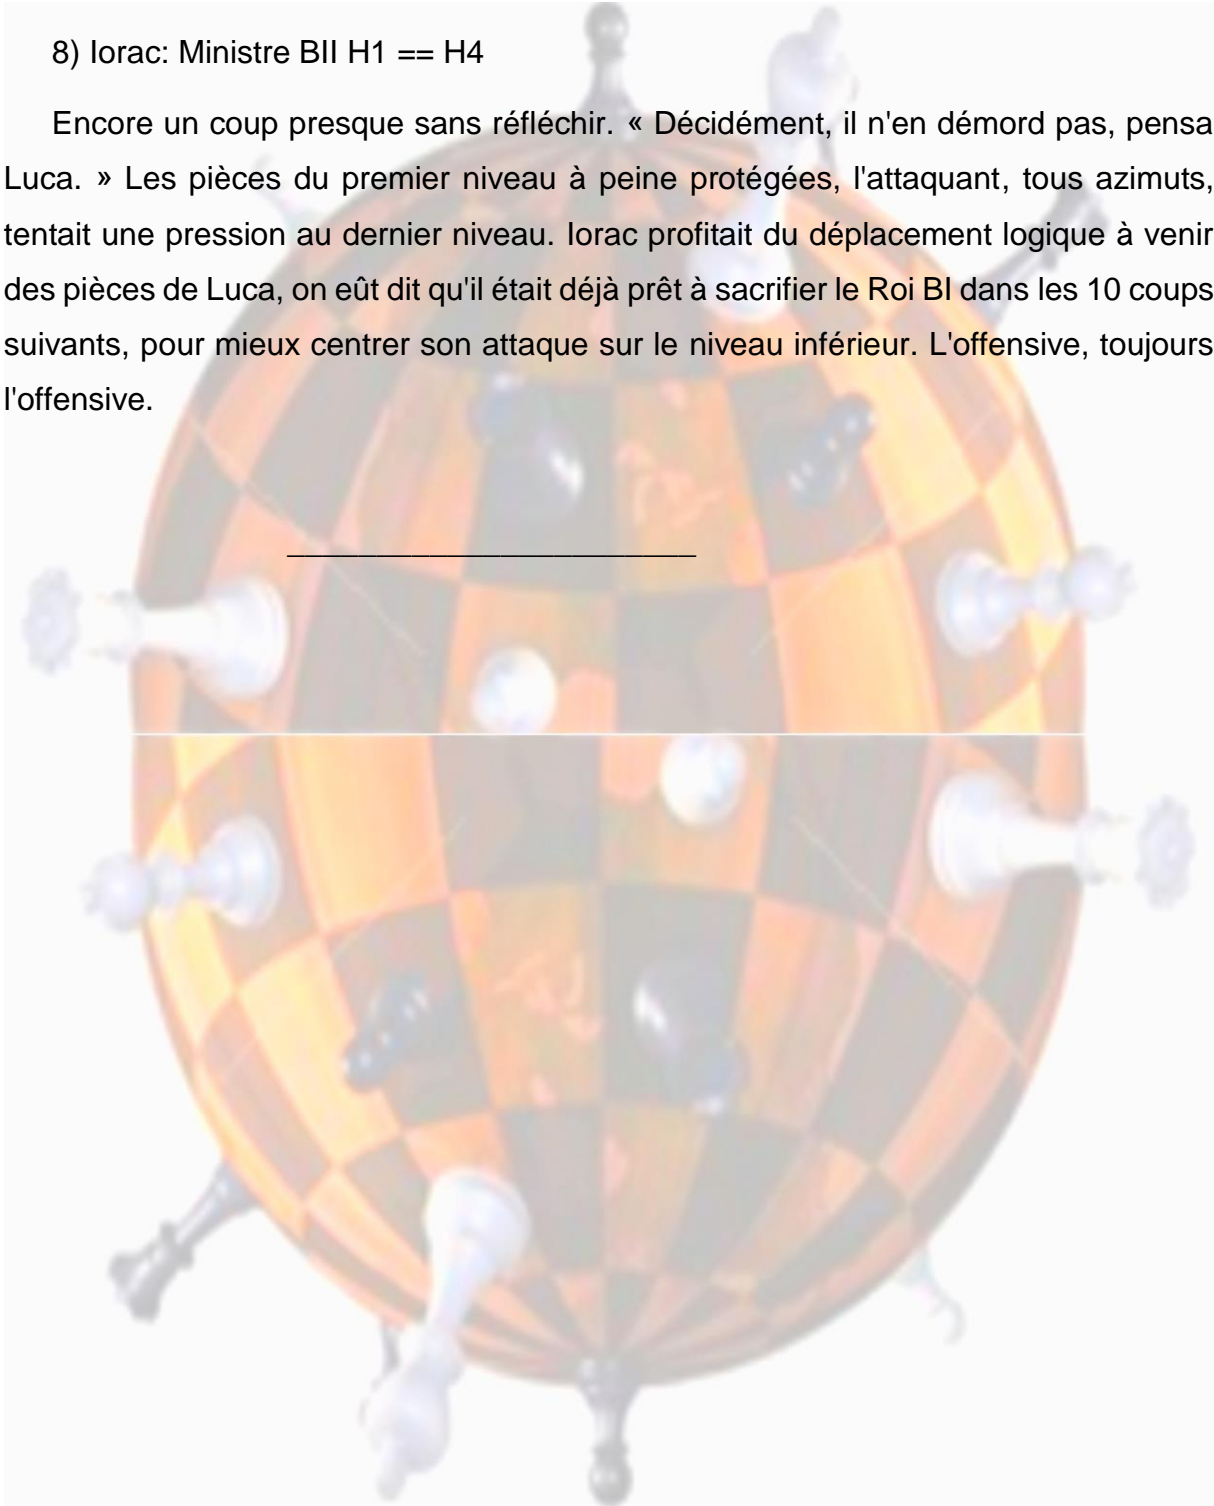 8) Iorac: Ministre BII H1 == H4
Encore un coup presque sans réfléchir. « Décidément, il n'en démord pas, pensa
Luca. » Les pièces du premier niveau à peine protégées, l'attaquant, tous azimuts,
tentait une pression au dernier niveau. Iorac profitait du déplacement logique à venir
des pièces de Luca, on eût dit qu'il était déjà prêt à sacrifier le Roi BI dans les 10 coups
suivants, pour mieux centrer son attaque sur le niveau inférieur. L'offensive, toujours
l'offensive.